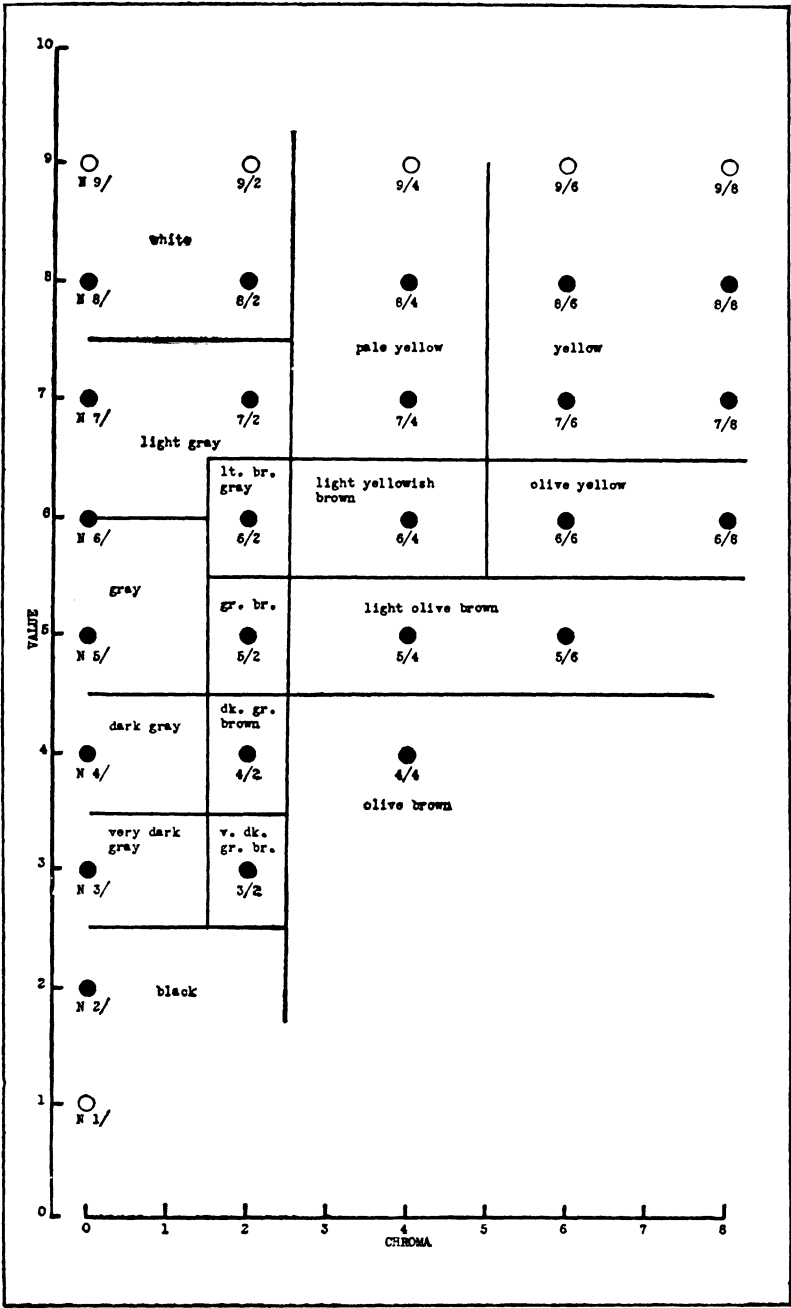 10
9
N 9/ 9/2 9/4 9/6 9/8
white
8
N 8/ 8/2 8/4 8/6 8/8
pale yellow yellow
7
N 7/ 7/2 7/4 7/6 7/8
light gray
lt. br.
gray
light yellowish
brown
olive yellow
6
N 6/ 6/2 6/4 6/6 6/8
gray
gr. br.
light olive brown
VALUE
5
N 5/ 5/2 5/4 5/6
dark gray
dk. gr.
brown
4
N 4/ 4/2 4/4
olive brown
very dark
gray
v. dk.
gr. br.
3
N 3/ 3/2
2
black
N 2/
1
N 1/
0
0 1 2 3 4 5 6 7 8
CHROMA